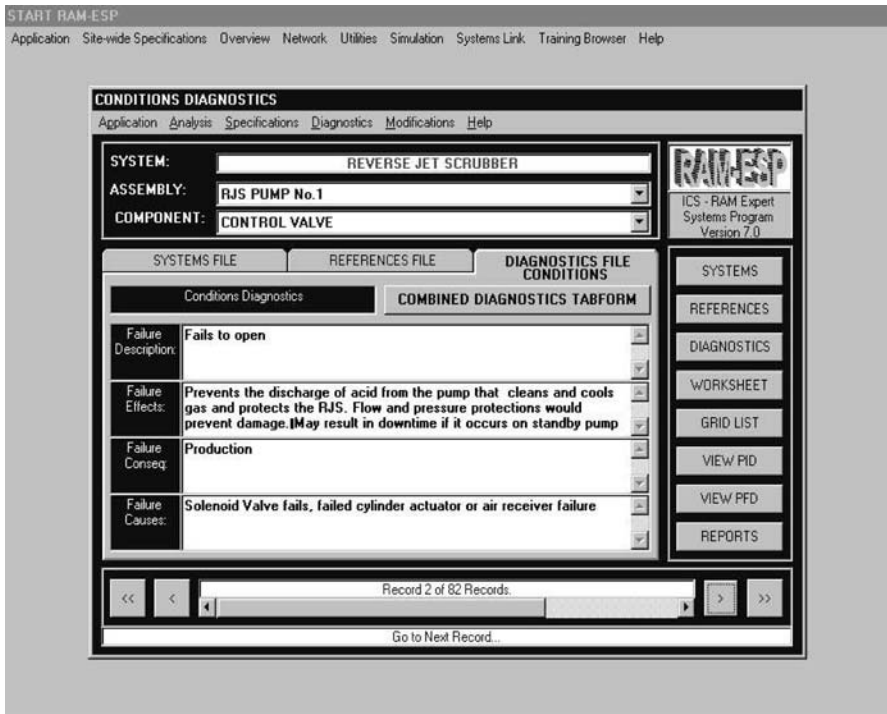 START RAM-ESP
Application Site-wide Specifications Overview Network Utilities Simulation Systems Link Training Browser Help
CONDITIONS DIAGNOSTICS
Application Analysis Specifications Diagnostics Modifications Help
SYSTEM: REVERSE JET SCRUBBER
ASSEMBLY: RJS PUMP No.1
COMPONENT: CONTROL VALVE
RAM-ESP
ICS - RAM Expert
Systems Program
Version 7.0
SYSTEMS FILE REFERENCES FILE DIAGNOSTICS FILE
CONDITIONS
Conditions Diagnostics COMBINED DIAGNOSTICS TABFORM
Failure
Description:
Fails to open
Failure
Effects:
Prevents the discharge of acid from the pump that cleans and cools
gas and protects the RJS. Flow and pressure protections would
prevent damage. May result in downtime if it occurs on standby pump
Failure
Conseq:
Production
Failure
Causes:
Solenoid Valve fails, failed cylinder actuator or air receiver failure
SYSTEMS
REFERENCES
DIAGNOSTICS
WORKSHEET
GRID LIST
VIEW PID
VIEW PFD
REPORTS
<< < Record 2 of 82 Records. > >>
Go to Next Record...